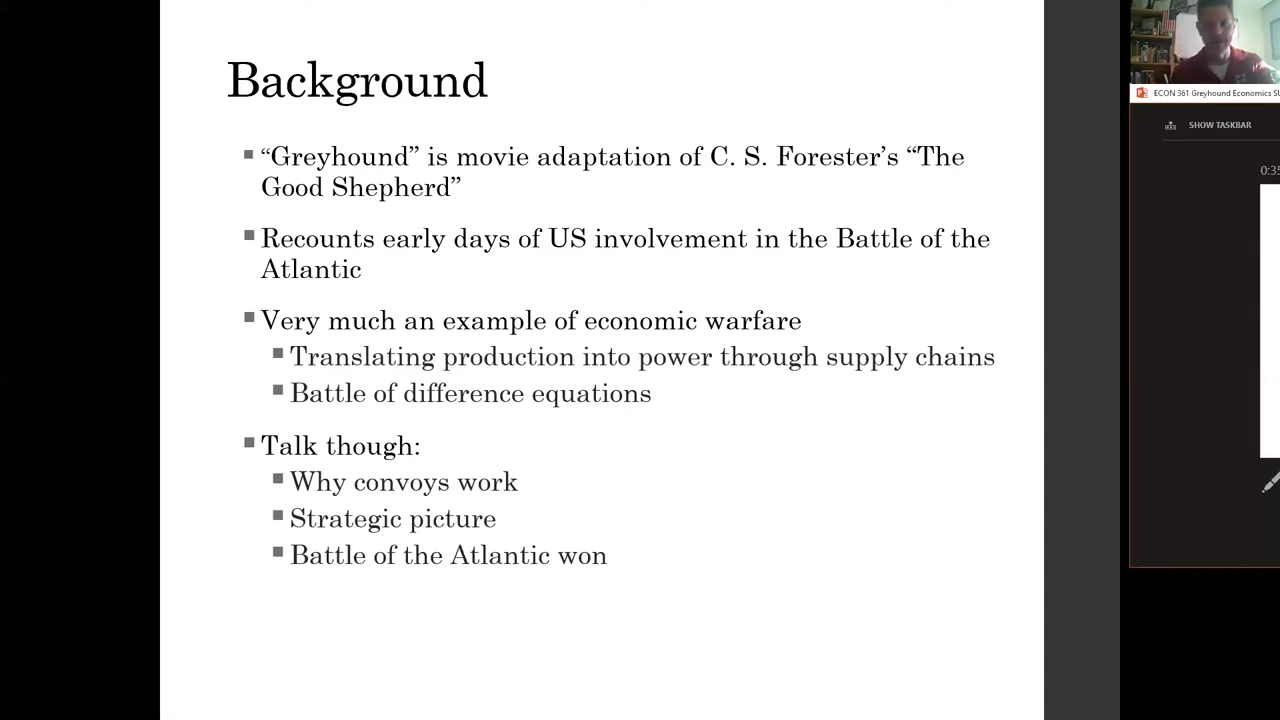 Background
“Greyhound” is movie adaptation of C. S. Forester’s “The
Good Shepherd”
Recounts early days of US involvement in the Battle of the
Atlantic
Very much an example of economic warfare
Translating production into power through supply chains
Battle of difference equations
Talk though:
Why convoys work
Strategic picture
Battle of the Atlantic won
ECON 361 Greyhound Economics
SHOW TASKBAR
0:35